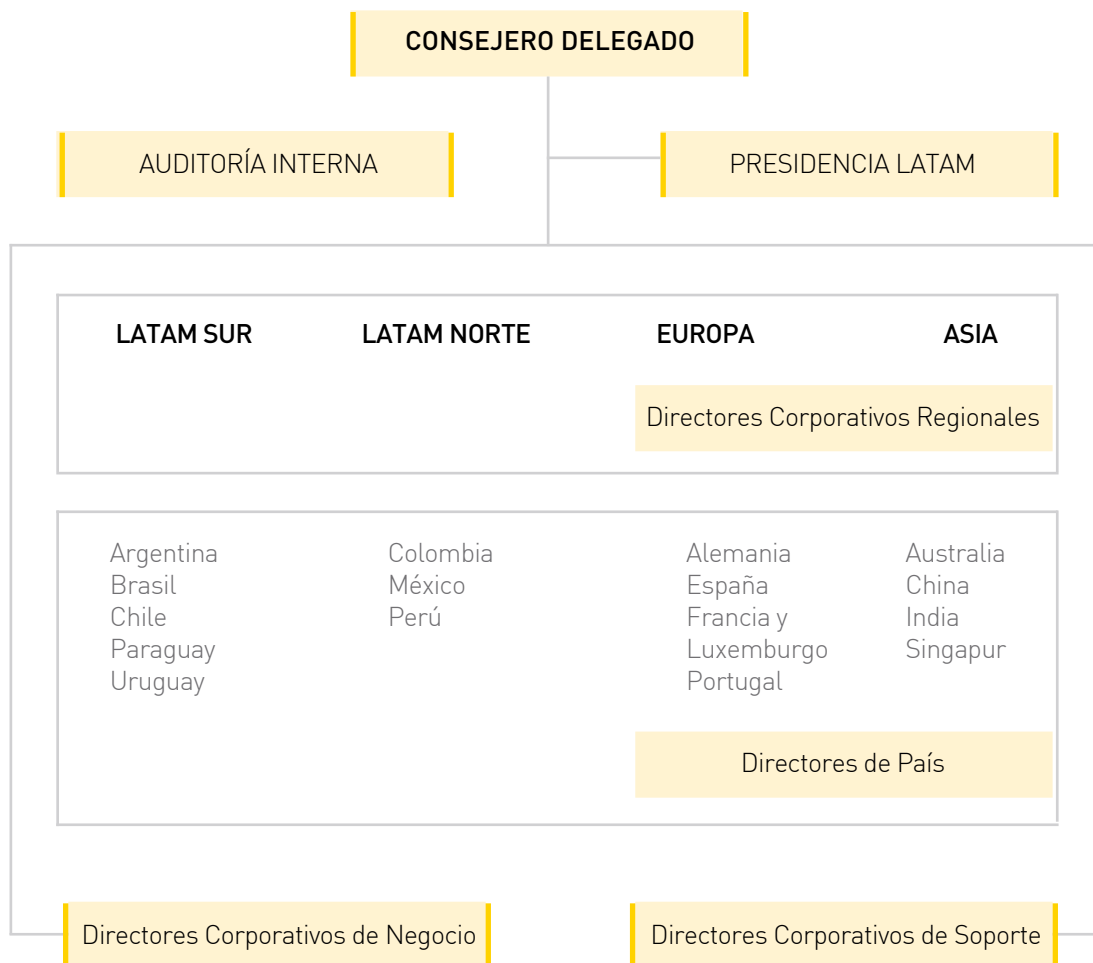 CONSEJERO DELEGADO
AUDITORÍA INTERNA
PRESIDENCIA LATAM
LATAM SUR
LATAM NORTE
EUROPA
ASIA
Directores Corporativos Regionales
Argentina
Brasil
Chile
Paraguay
Uruguay
Colombia
México
Perú
Alemania
España
Francia y
Luxemburgo
Portugal
Australia
China
India
Singapur
Directores de País
Directores Corporativos de Negocio
Directores Corporativos de Soporte